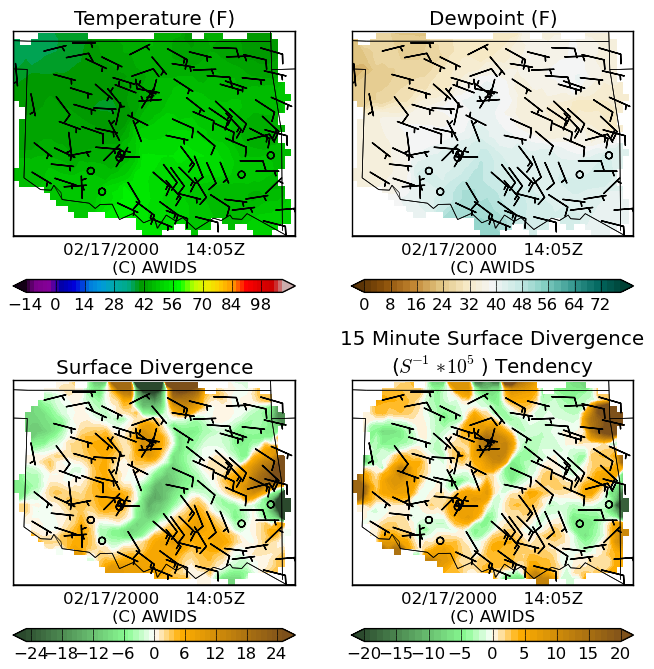 Temperature (F)
Dewpoint (F)
02/17/2000 14:05Z
(C) AWIDS
02/17/2000 14:05Z
(C) AWIDS
−14 0 14 28 42 56 70 84 98
0 8 16 24 32 40 48 56 64 72
Surface Divergence
15 Minute Surface Divergence
(S⁻¹ *10⁵ ) Tendency
02/17/2000 14:05Z
(C) AWIDS
02/17/2000 14:05Z
(C) AWIDS
−24 −18 −12 −6 0 6 12 18 24
−20 −15 −10 −5 0 5 10 15 20